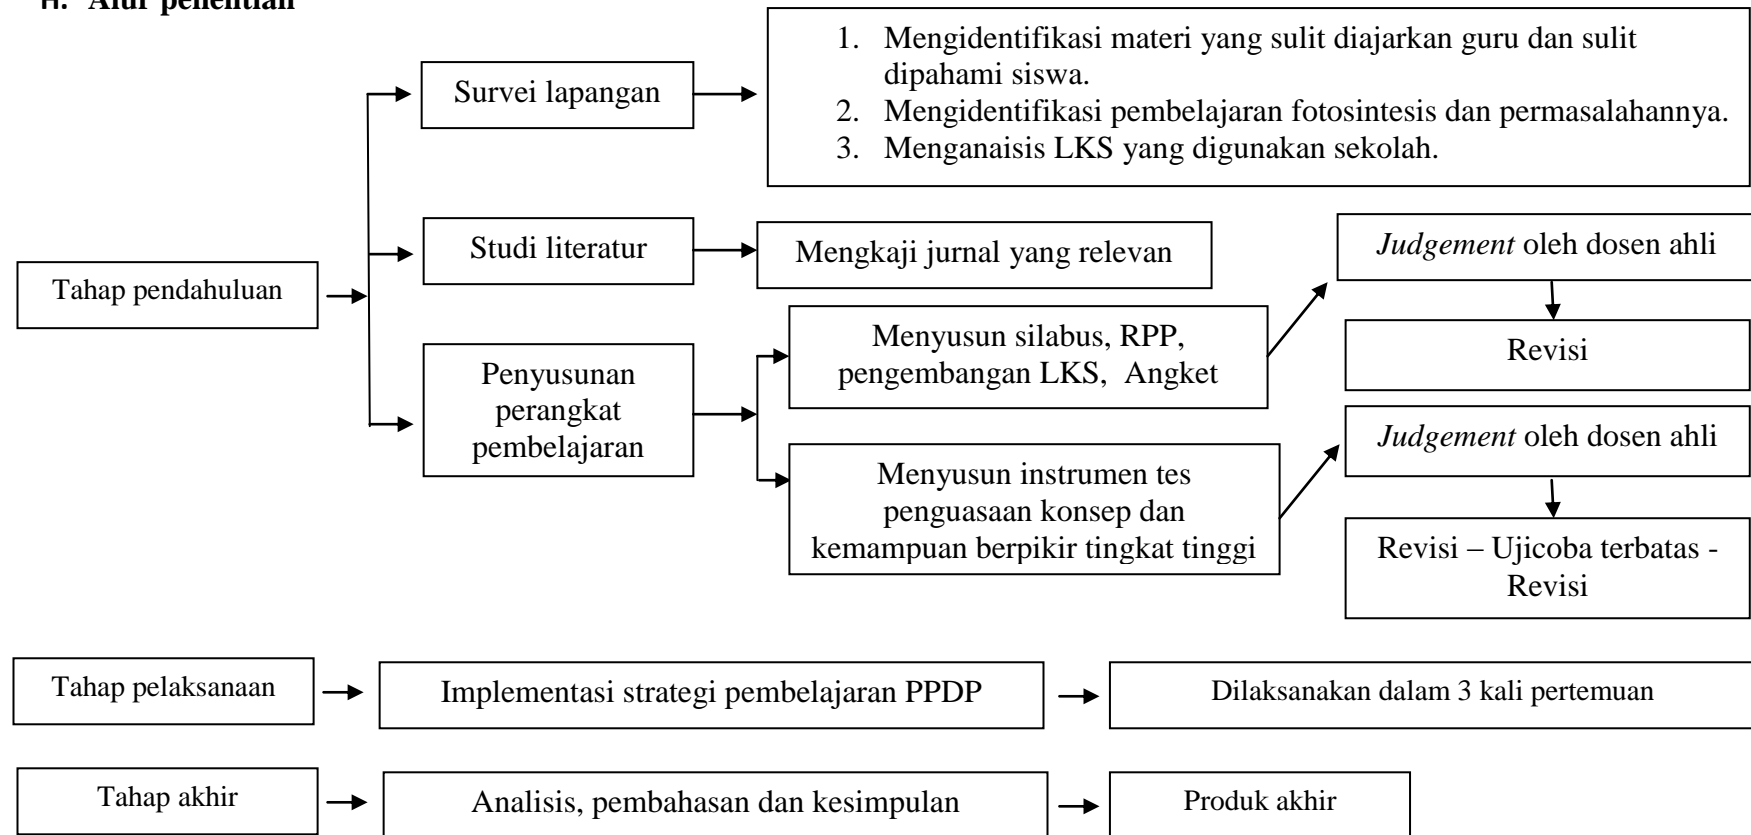 H. Alur penelitian
1. Mengidentifikasi materi yang sulit diajarkan guru dan sulit
dipahami siswa.
2. Mengidentifikasi pembelajaran fotosintesis dan permasalahannya.
3. Menganaisis LKS yang digunakan sekolah.
Survei lapangan
Studi literatur
Mengkaji jurnal yang relevan
Judgement oleh dosen ahli
Tahap pendahuluan
Menyusun silabus, RPP,
pengembangan LKS, Angket
Revisi
Penyusunan
perangkat
pembelajaran
Judgement oleh dosen ahli
Menyusun instrumen tes
penguasaan konsep dan
kemampuan berpikir tingkat tinggi
Revisi – Ujicoba terbatas -
Revisi
Tahap pelaksanaan
Implementasi strategi pembelajaran PPDP
Dilaksanakan dalam 3 kali pertemuan
Tahap akhir
Analisis, pembahasan dan kesimpulan
Produk akhir